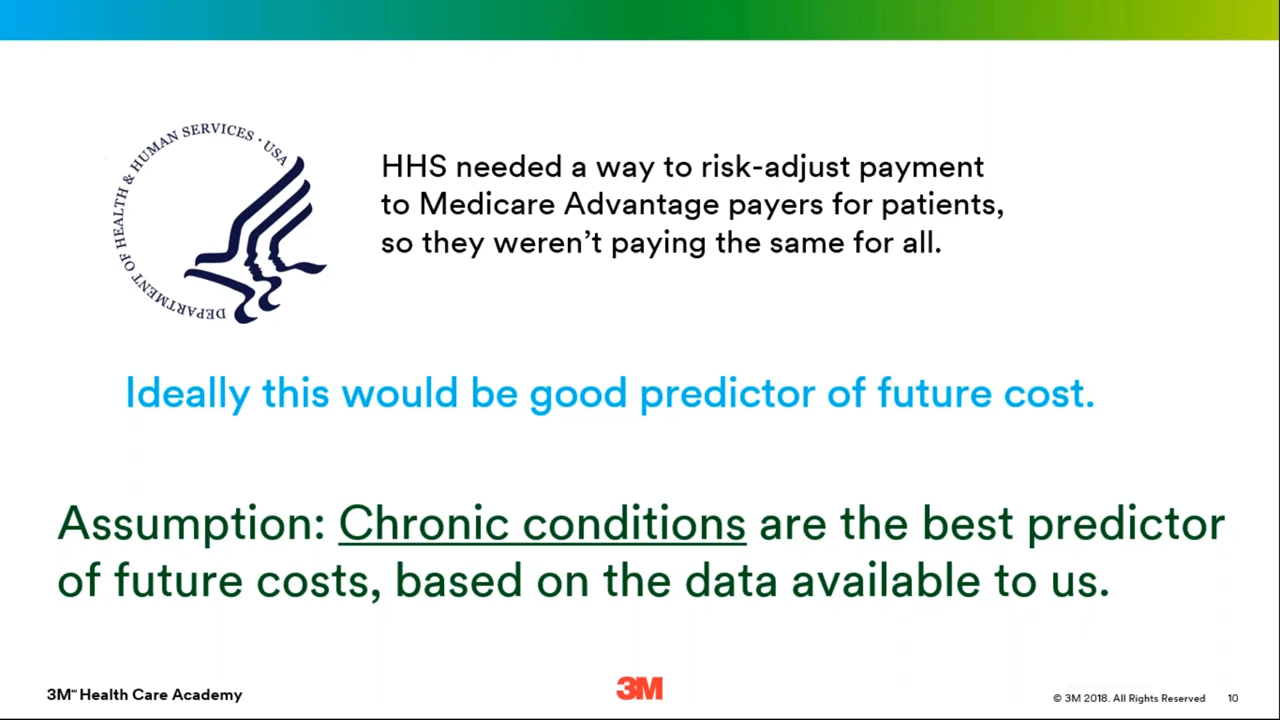 DEPARTMENT OF HEALTH & HUMAN SERVICES · USA
HHS needed a way to risk-adjust payment
to Medicare Advantage payers for patients,
so they weren’t paying the same for all.
Ideally this would be good predictor of future cost.
Assumption: Chronic conditions are the best predictor
of future costs, based on the data available to us.
3M™ Health Care Academy
3M
© 3M 2018. All Rights Reserved
10